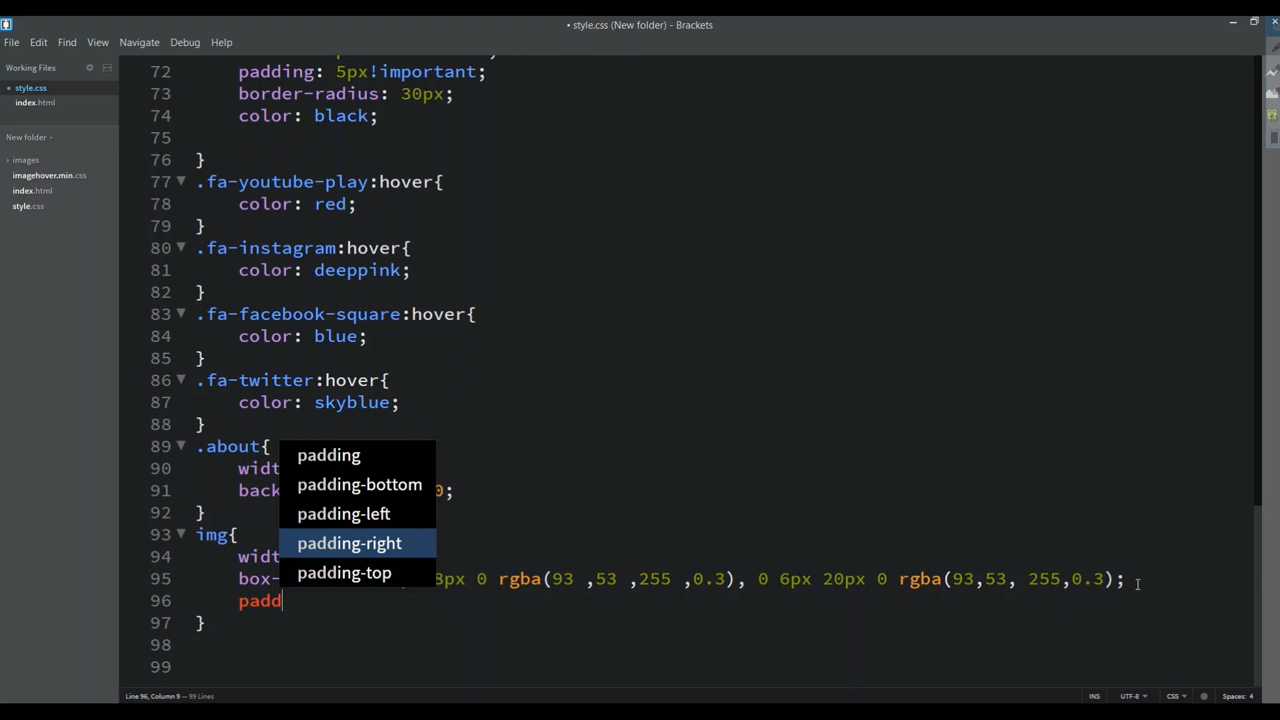 • style.css (New folder) - Brackets
File Edit Find View Navigate Debug Help
Working Files
style.css
index.html
New folder
images
imagehover.min.css
index.html
style.css
72 padding: 5px!important;
73 border-radius: 30px;
74 color: black;
75
76 }
77 .fa-youtube-play:hover{
78 color: red;
79 }
80 .fa-instagram:hover{
81 color: deeppink;
82 }
83 .fa-facebook-square:hover{
84 color: blue;
85 }
86 .fa-twitter:hover{
87 color: skyblue;
88 }
89 .about{
90 widt
91 back 0;
92 }
93 img{
94 widt
95 box- 8px 0 rgba(93 ,53 ,255 ,0.3), 0 6px 20px 0 rgba(93,53, 255,0.3);
96 padd
97 }
98
99
padding
padding-bottom
padding-left
padding-right
padding-top
Line 96, Column 9 — 99 Lines
INS UTF-8 CSS Spaces: 4